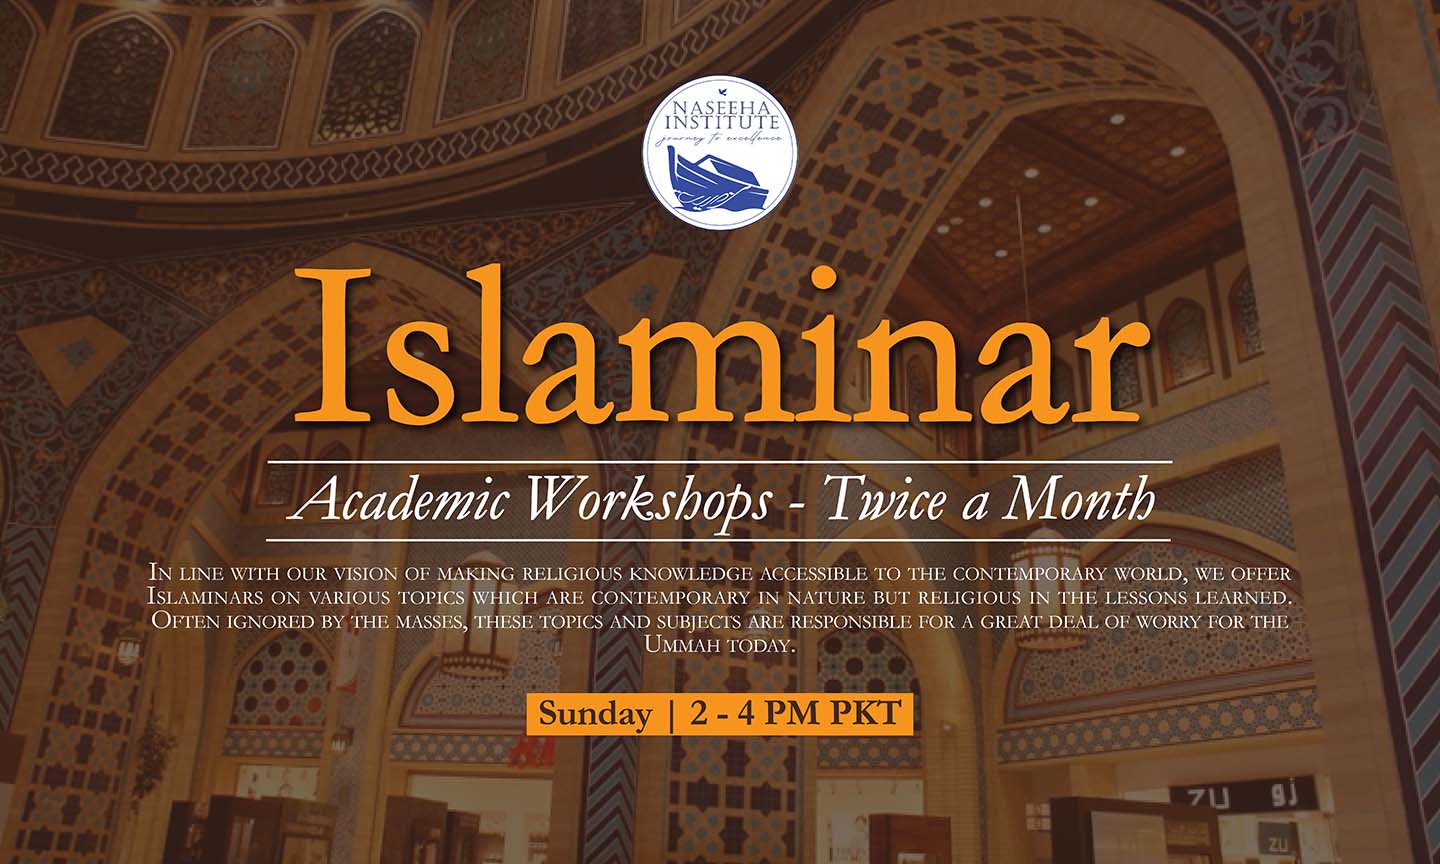 NASEEHA
INSTITUTE
journey to excellence
Islaminar
Academic Workshops - Twice a Month
In line with our vision of making religious knowledge accessible to the contemporary world, we offer
Islaminars on various topics which are contemporary in nature but religious in the lessons learned.
Often ignored by the masses, these topics and subjects are responsible for a great deal of worry for the
Ummah today.
Sunday | 2 - 4 PM PKT
ZU
ZU